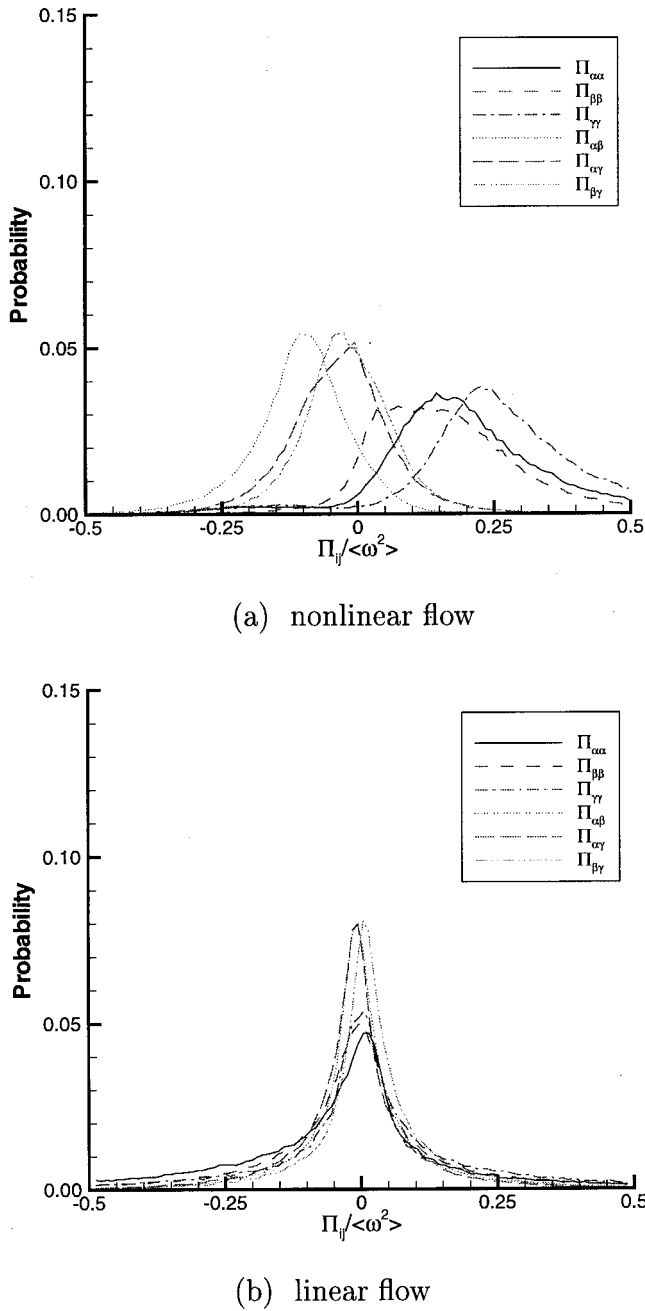 0.15
0.10
0.05
0.00
Probability
Π_αα
Π_ββ
Π_γγ
Π_αβ
Π_αγ
Π_βγ
-0.5 -0.25 0 0.25 0.5
Π_ij/<ω²>
(a) nonlinear flow
0.15
0.10
0.05
0.00
Probability
Π_αα
Π_ββ
Π_γγ
Π_αβ
Π_αγ
Π_βγ
-0.5 -0.25 0 0.25 0.5
Π_ij/<ω²>
(b) linear flow